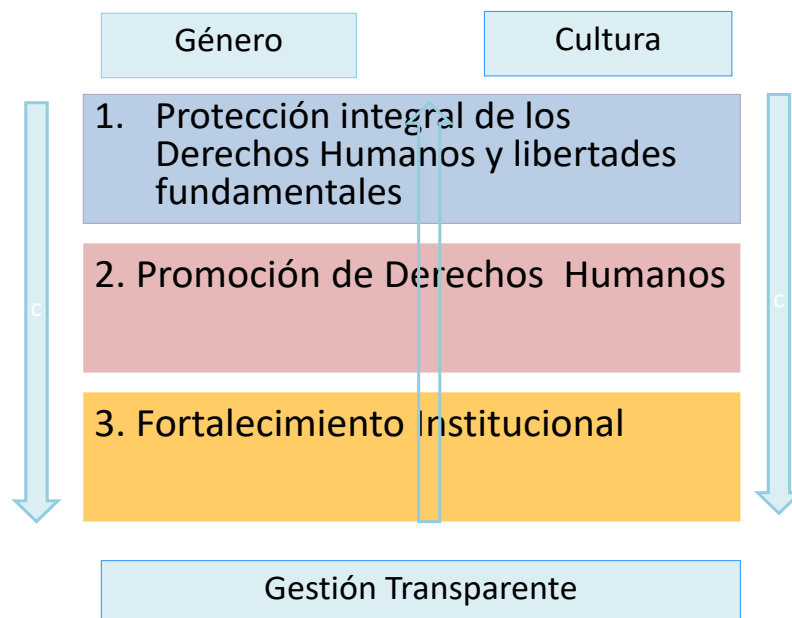 Género
Cultura
1. Protección integral de los
Derechos Humanos y libertades
fundamentales
2. Promoción de Derechos Humanos
3. Fortalecimiento Institucional
c
c
Gestión Transparente